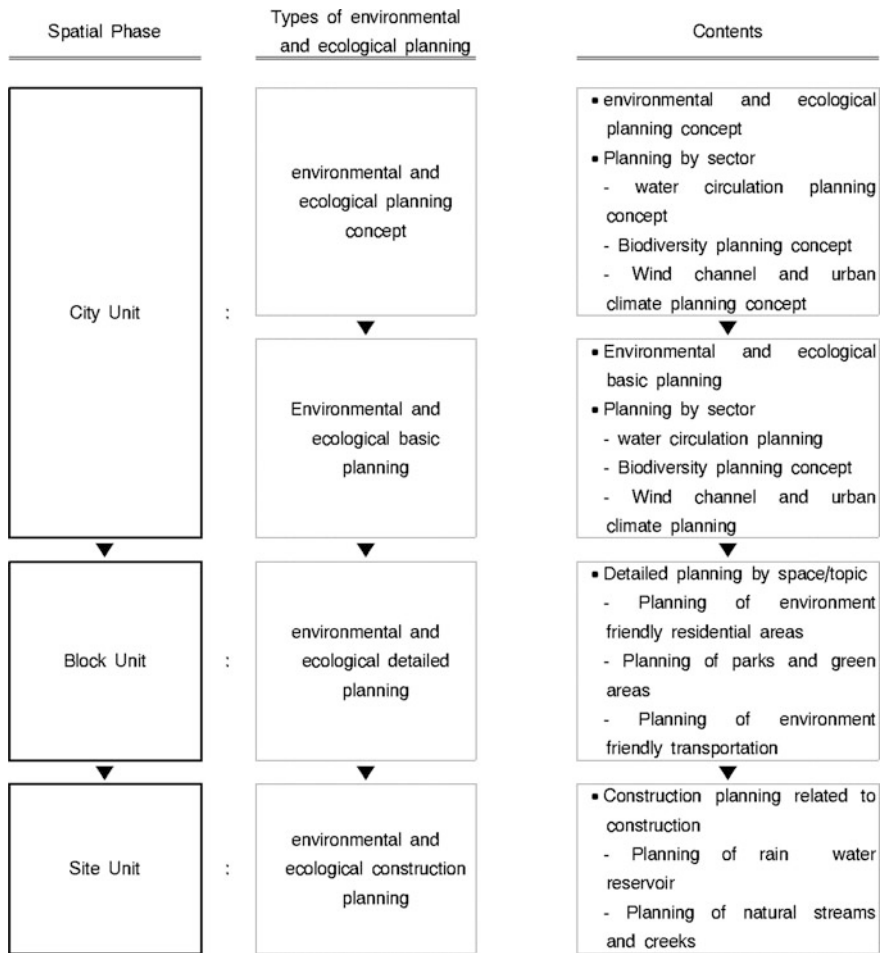 Spatial Phase
Types of environmental
and ecological planning
Contents
City Unit
:
environmental and
ecological planning
concept
▪ environmental and ecological
planning concept
▪ Planning by sector
- water circulation planning
concept
- Biodiversity planning concept
- Wind channel and urban
climate planning concept
Environmental and
ecological basic
planning
▪ Environmental and ecological
basic planning
▪ Planning by sector
- water circulation planning
- Biodiversity planning concept
- Wind channel and urban
climate planning
Block Unit
:
environmental and
ecological detailed
planning
▪ Detailed planning by space/topic
- Planning of environment
friendly residential areas
- Planning of parks and green
areas
- Planning of environment
friendly transportation
Site Unit
:
environmental and
ecological construction
planning
▪ Construction planning related to
construction
- Planning of rain water
reservoir
- Planning of natural streams
and creeks